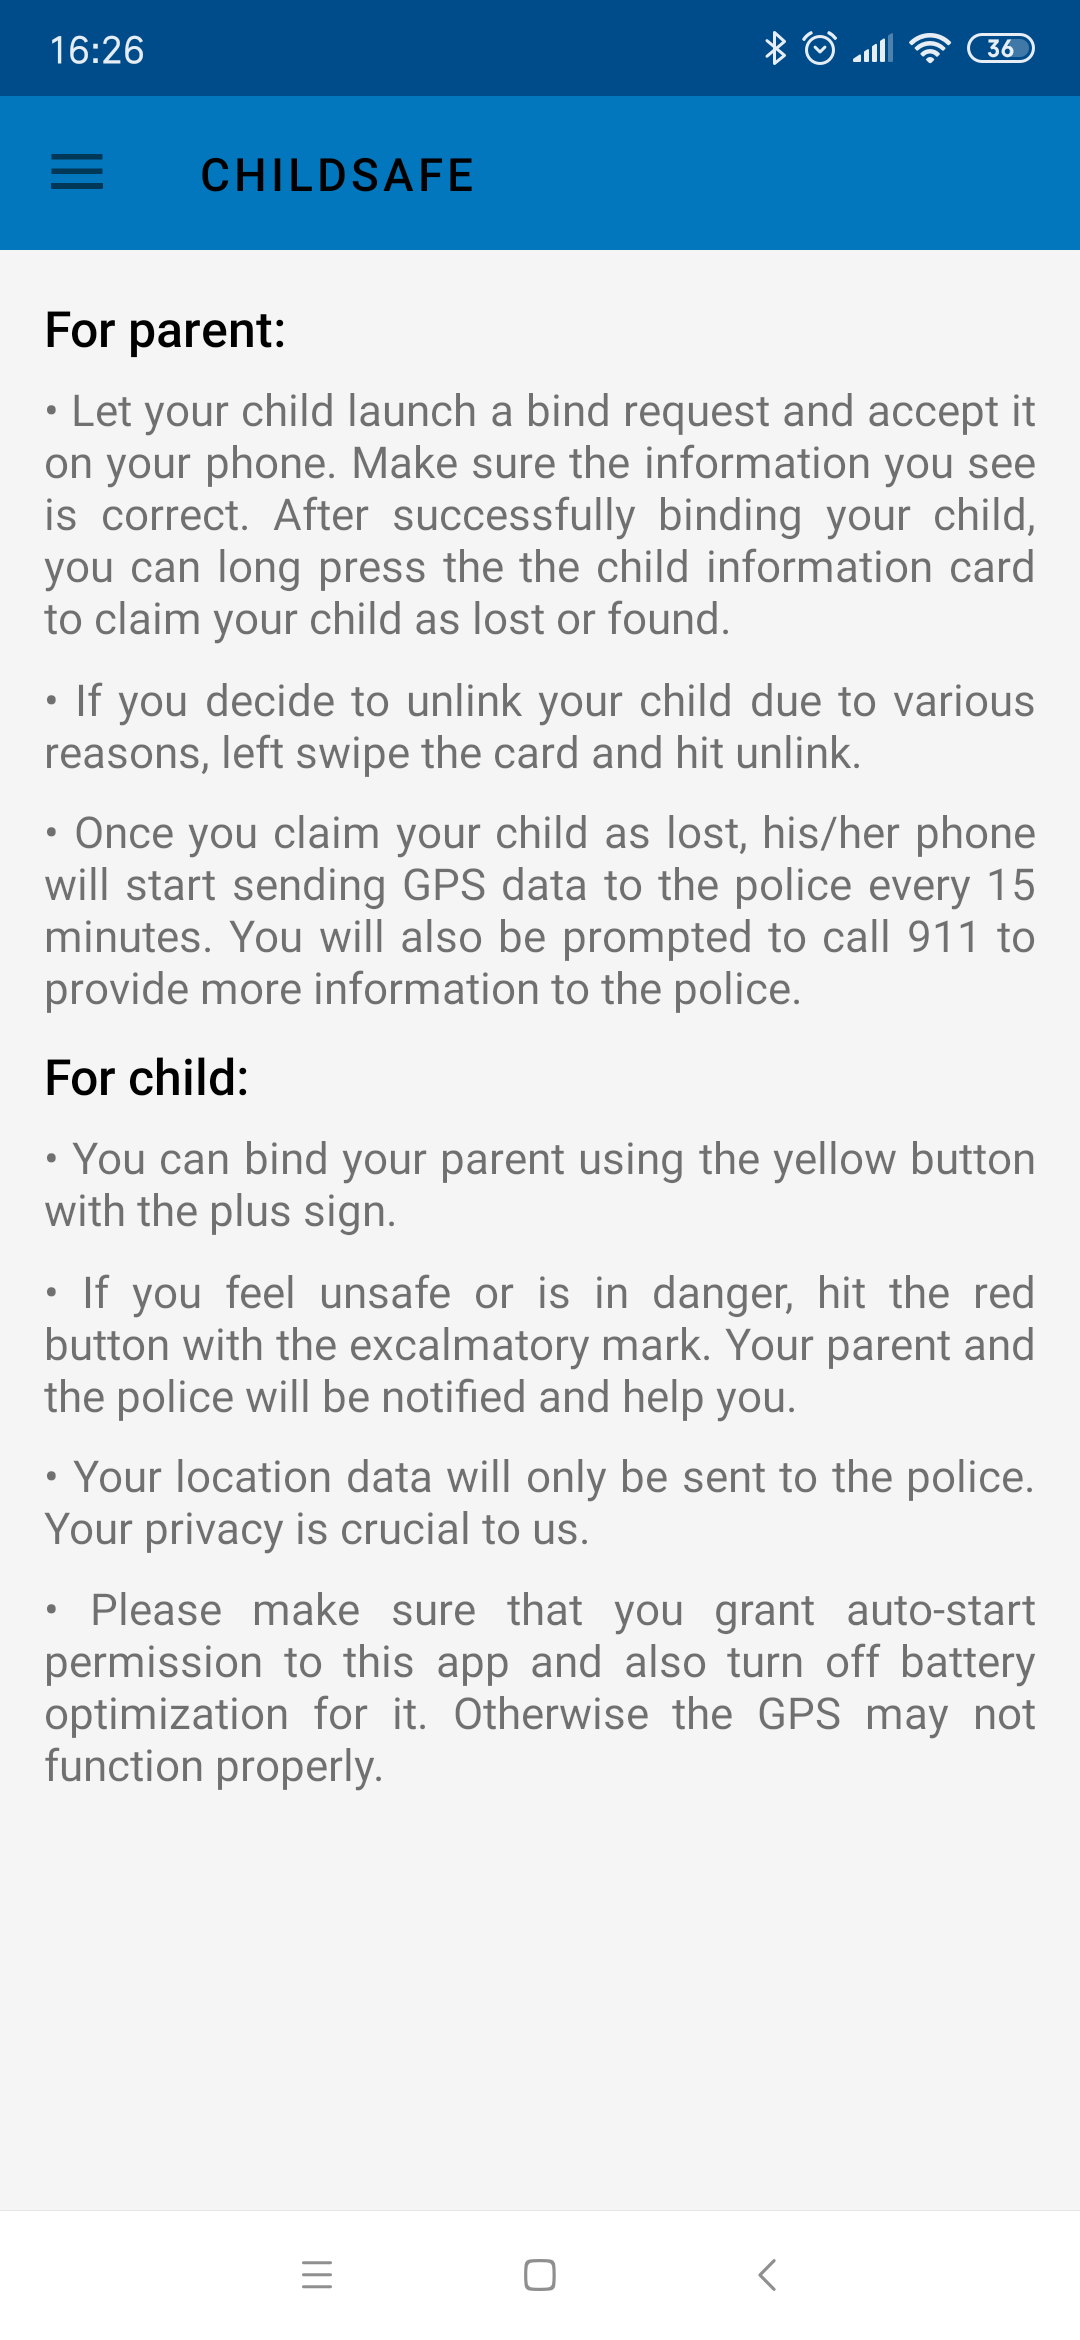 16:26
36
CHILDSAFE
For parent:
• Let your child launch a bind request and accept it
on your phone. Make sure the information you see
is correct. After successfully binding your child,
you can long press the the child information card
to claim your child as lost or found.
• If you decide to unlink your child due to various
reasons, left swipe the card and hit unlink.
• Once you claim your child as lost, his/her phone
will start sending GPS data to the police every 15
minutes. You will also be prompted to call 911 to
provide more information to the police.
For child:
• You can bind your parent using the yellow button
with the plus sign.
• If you feel unsafe or is in danger, hit the red
button with the excalmatory mark. Your parent and
the police will be notified and help you.
• Your location data will only be sent to the police.
Your privacy is crucial to us.
• Please make sure that you grant auto-start
permission to this app and also turn off battery
optimization for it. Otherwise the GPS may not
function properly.